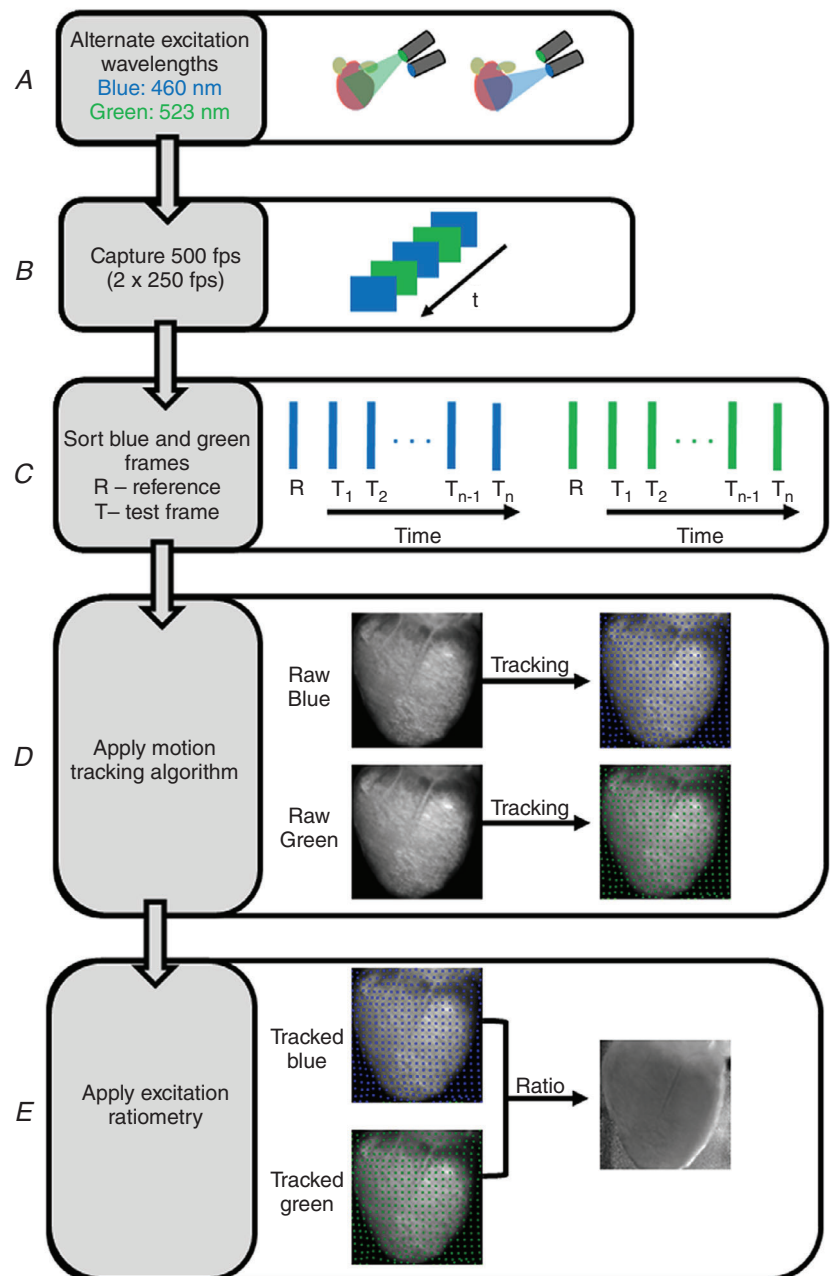 A
Alternate excitation
wavelengths
Blue: 460 nm
Green: 523 nm
B
Capture 500 fps
(2 x 250 fps)
t
C
Sort blue and green
frames
R – reference
T– test frame
R T₁ T₂ Tₙ₋₁ Tₙ
Time
R T₁ T₂ Tₙ₋₁ Tₙ
Time
D
Apply motion
tracking algorithm
Raw
Blue
Tracking
Raw
Green
Tracking
E
Apply excitation
ratiometry
Tracked
blue
Ratio
Tracked
green